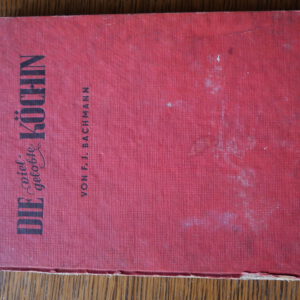 DIE viel gelobte KÖCHIN
VON F. J. BACHMANN